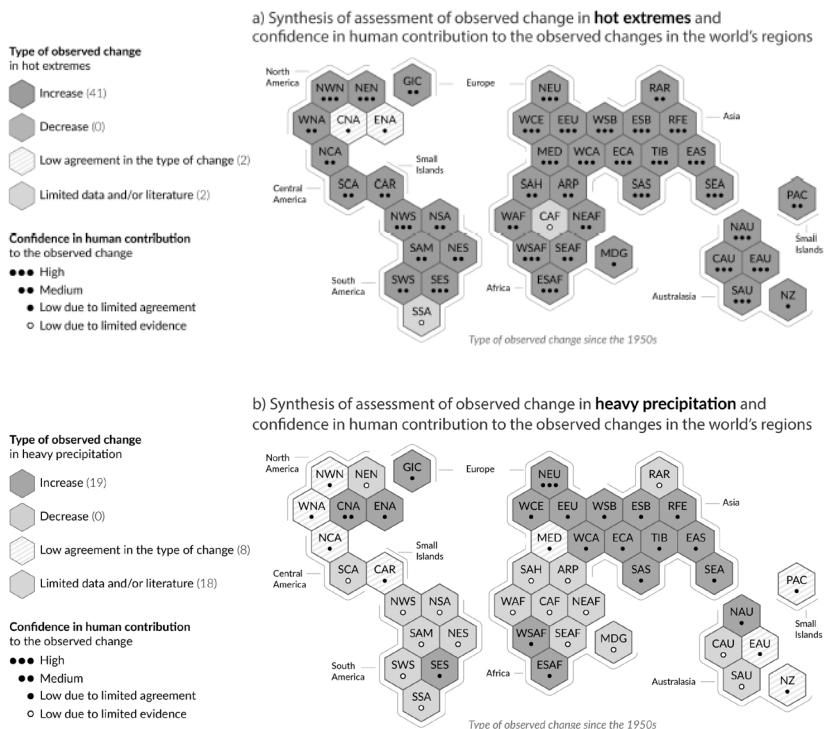 a) Synthesis of assessment of observed change in hot extremes and
confidence in human contribution to the observed changes in the world's regions
Type of observed change
in hot extremes
Increase (41)
Decrease (0)
Low agreement in the type of change (2)
Limited data and/or literature (2)
Confidence in human contribution
to the observed change
High
Medium
Low due to limited agreement
Low due to limited evidence
North
America
NWN NEN GIC Europe NEU RAR
WNA CNA ENA WCE EEU WSB ESB RFE Asia
NCA MED WCA ECA TIB EAS
Small
Islands
Central
America
SCA CAR SAH ARP SAS SEA PAC
NWS NSA WAF CAF NEAF NAU
Small
Islands
SAM NES WSAF SEAF MDG CAU EAU
South
America
SWS SES Africa ESAF Australasia SAU NZ
SSA
Type of observed change since the 1950s
b) Synthesis of assessment of observed change in heavy precipitation and
confidence in human contribution to the observed changes in the world's regions
Type of observed change
in heavy precipitation
Increase (19)
Decrease (0)
Low agreement in the type of change (8)
Limited data and/or literature (18)
Confidence in human contribution
to the observed change
High
Medium
Low due to limited agreement
Low due to limited evidence
North
America
NWN NEN GIC Europe NEU RAR
WNA CNA ENA WCE EEU WSB ESB RFE Asia
NCA MED WCA ECA TIB EAS
Small
Islands
Central
America
SCA CAR SAH ARP SAS SEA PAC
NWS NSA WAF CAF NEAF NAU
Small
Islands
SAM NES WSAF SEAF MDG CAU EAU
South
America
SWS SES Africa ESAF Australasia SAU NZ
SSA
Type of observed change since the 1950s